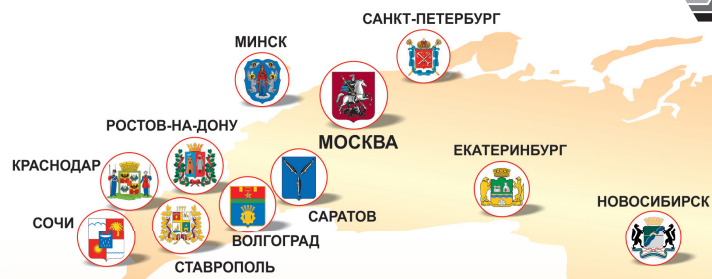 САНКТ-ПЕТЕРБУРГ
МИНСК
МОСКВА
РОСТОВ-НА-ДОНУ
ЕКАТЕРИНБУРГ
КРАСНОДАР
НОВОСИБИРСК
САРАТОВ
СОЧИ
ВОЛГОГРАД
СТАВРОПОЛЬ